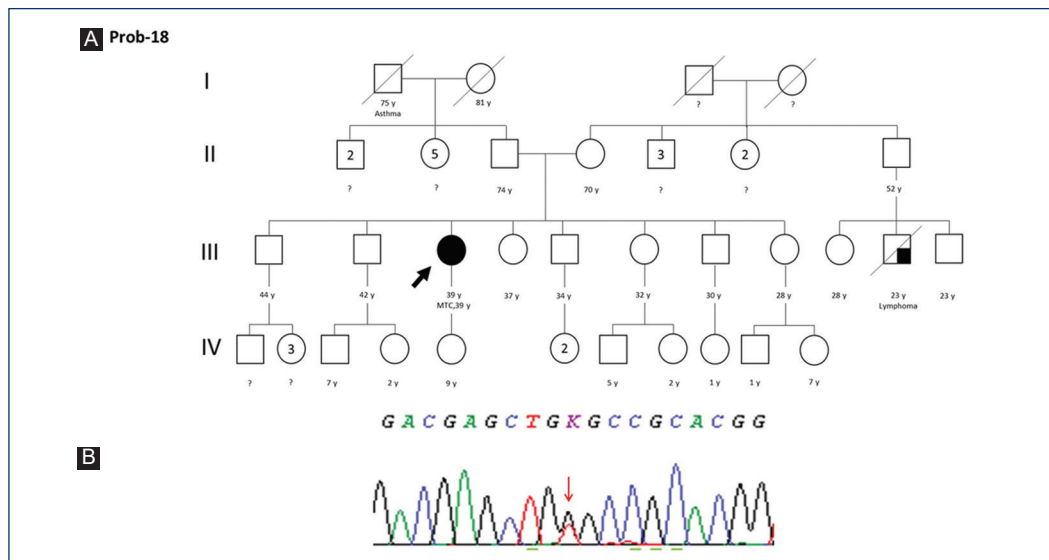 A Prob-18
I
75 y
Asthma
81 y
?
?
II
2
5
3
2
?
?
74 y
70 y
?
?
52 y
III
44 y
42 y
39 y
MTC,39 y
37 y
34 y
32 y
30 y
28 y
28 y
23 y
Lymphoma
23 y
IV
3
2
?
?
7 y
2 y
9 y
5 y
2 y
1 y
1 y
7 y
G A C G A G C T G K G C C G C A C G G
B